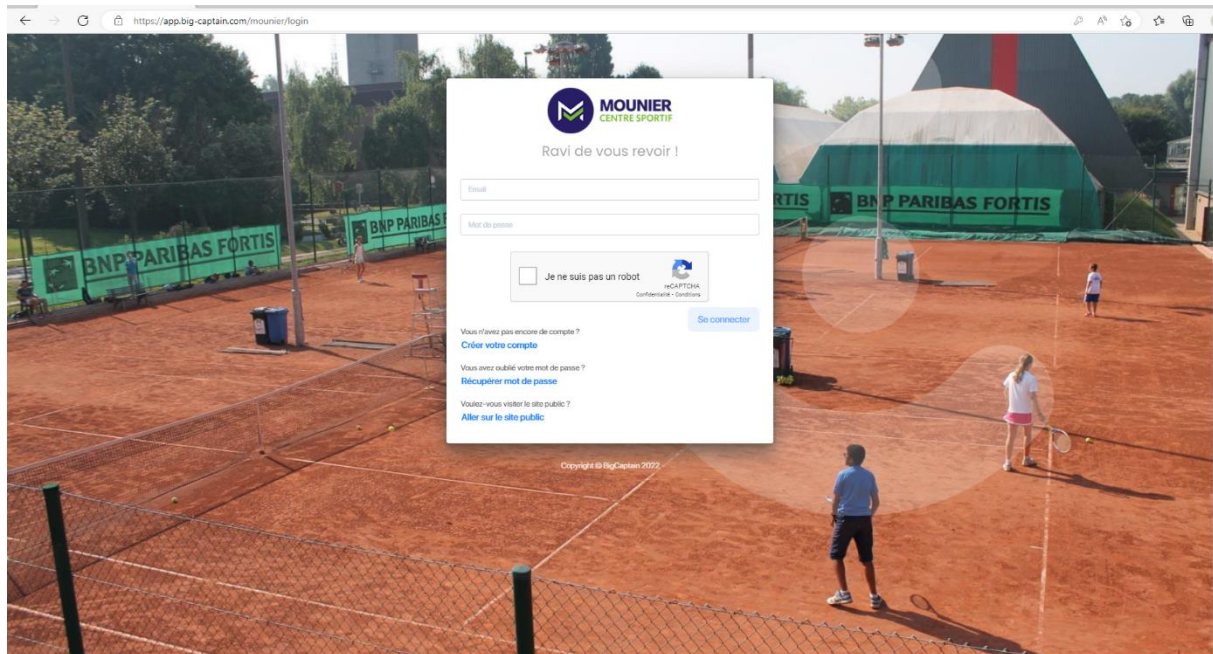 https://app.big-captain.com/mounier/login
MOUNIER
CENTRE SPORTIF
Ravi de vous revoir !
Email
Mot de passe
Je ne suis pas un robot
reCAPTCHA
Confidentialité - Conditions
Se connecter
Vous n'avez pas encore de compte ?
Créer votre compte
Vous avez oublié votre mot de passe ?
Récupérer mot de passe
Voulez-vous visiter le site public ?
Aller sur le site public
Copyright © BigCaptain 2022
BNP PARIBAS FORTIS
BNP PARIBAS F
RTIS
BNP PARIBAS FORTIS